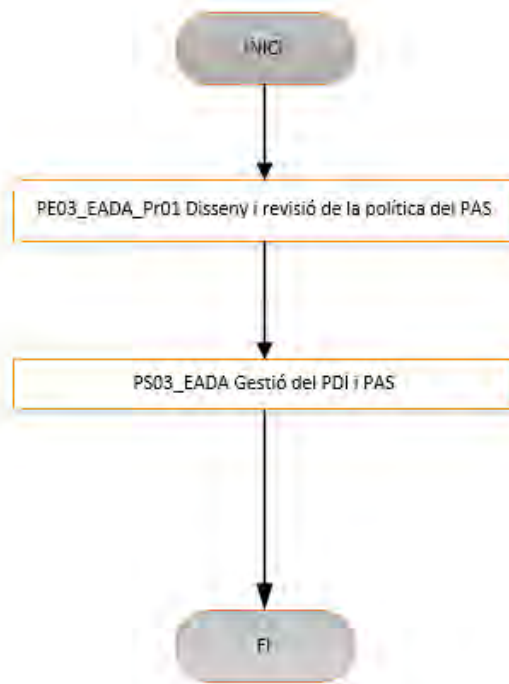 INICI
PE03_EADA_Pr01 Disseny i revisió de la política del PAS
PS03_EADA Gestió del PDI i PAS
FI